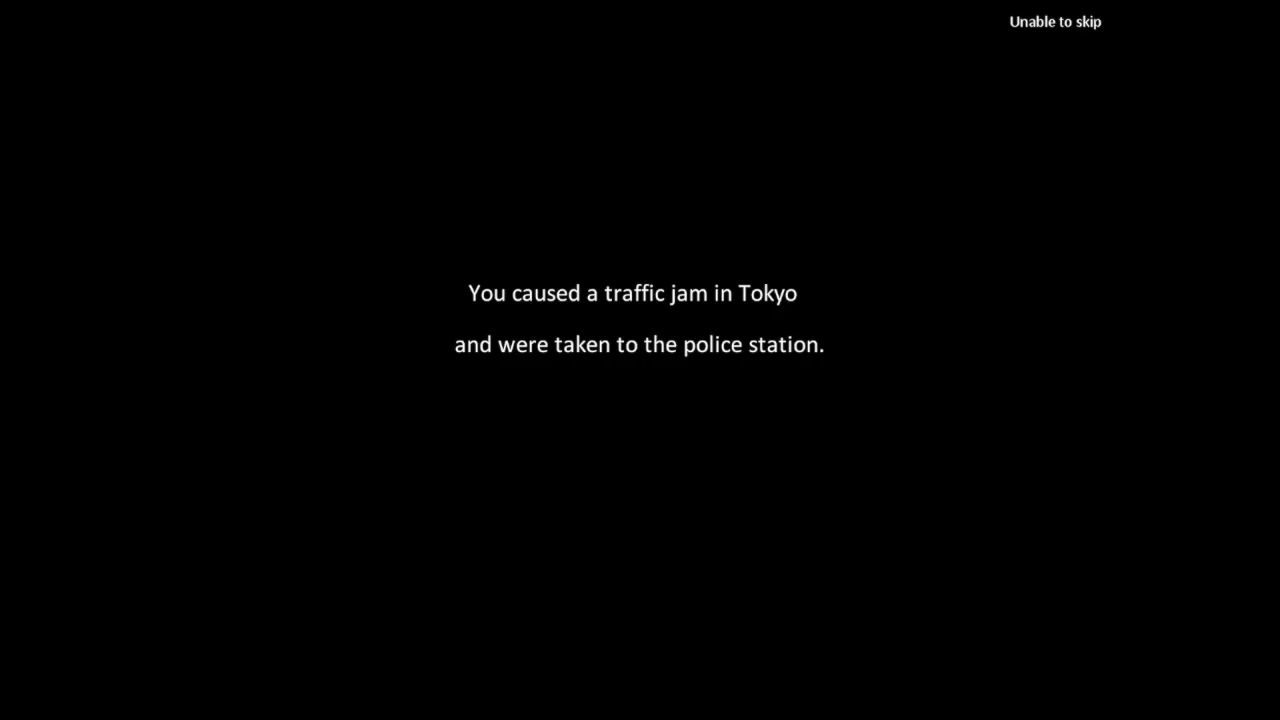 Unable to skip
You caused a traffic jam in Tokyo
and were taken to the police station.